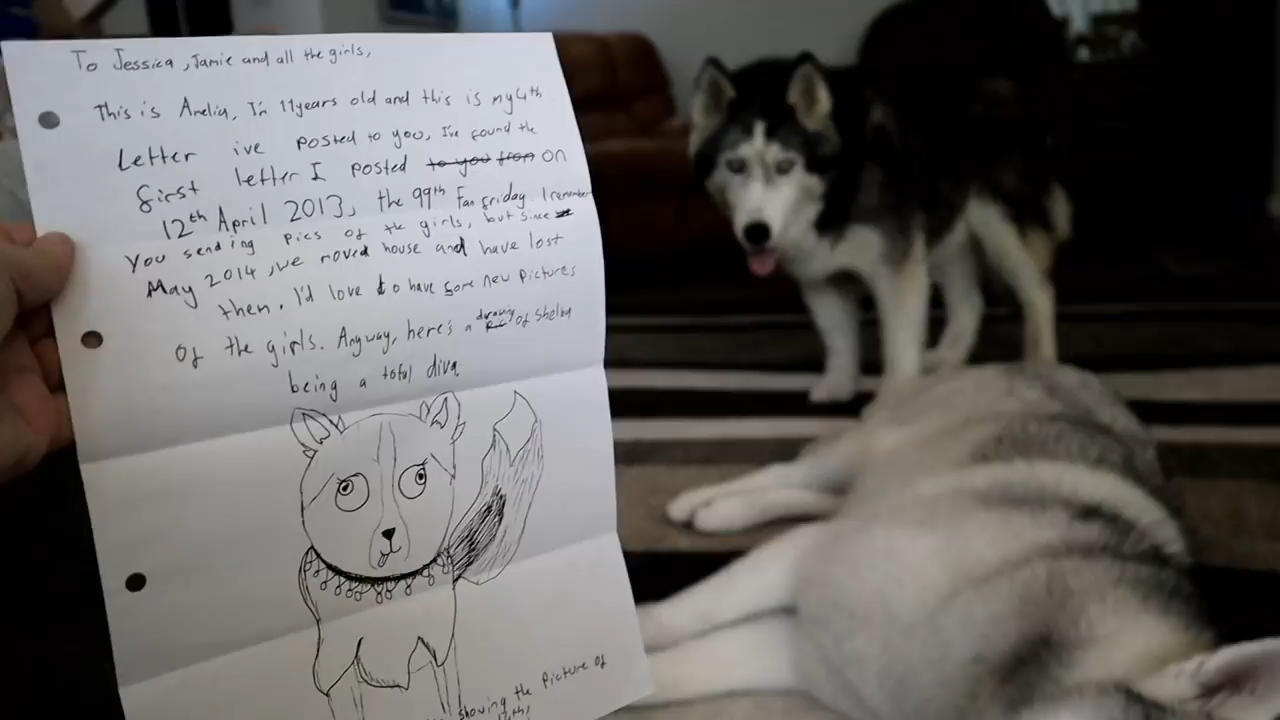 To Jessica, Jamie and all the girls,
This is Amelia, I'm 11 years old and this is my 4th
Letter ive posted to you, I've found the
first letter I posted to you from on
12th April 2013, the 99th Fan friday. I remember
you sending pics of the girls, but since
May 2014, we moved house and have lost
them. I'd love to have some new pictures
of the girls. Anyway, here's a drawing of Shelby
being a total diva
showing the picture of